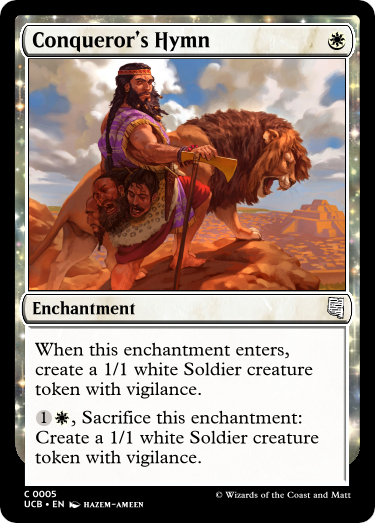 Conqueror's Hymn
Enchantment
When this enchantment enters,
create a 1/1 white Soldier creature
token with vigilance.
1, Sacrifice this enchantment:
Create a 1/1 white Soldier creature
token with vigilance.
C 0005
UCB • EN HAZEM-AMEEN
© Wizards of the Coast and Matt